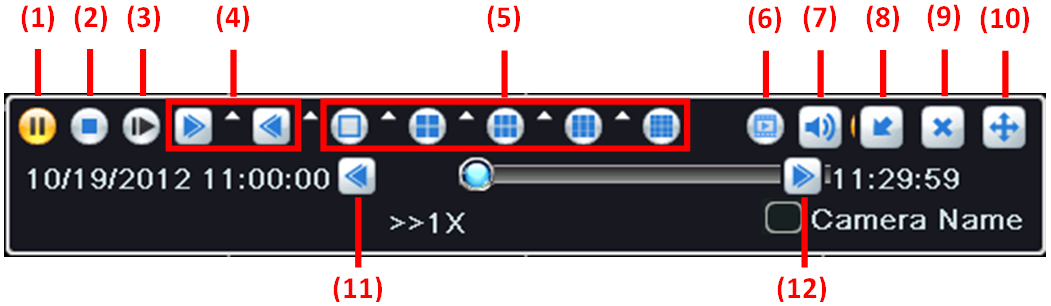 (1) (2) (3) (4) (5) (6) (7) (8) (9) (10)
10/19/2012 11:00:00 11:29:59
>>1X Camera Name
(11) (12)